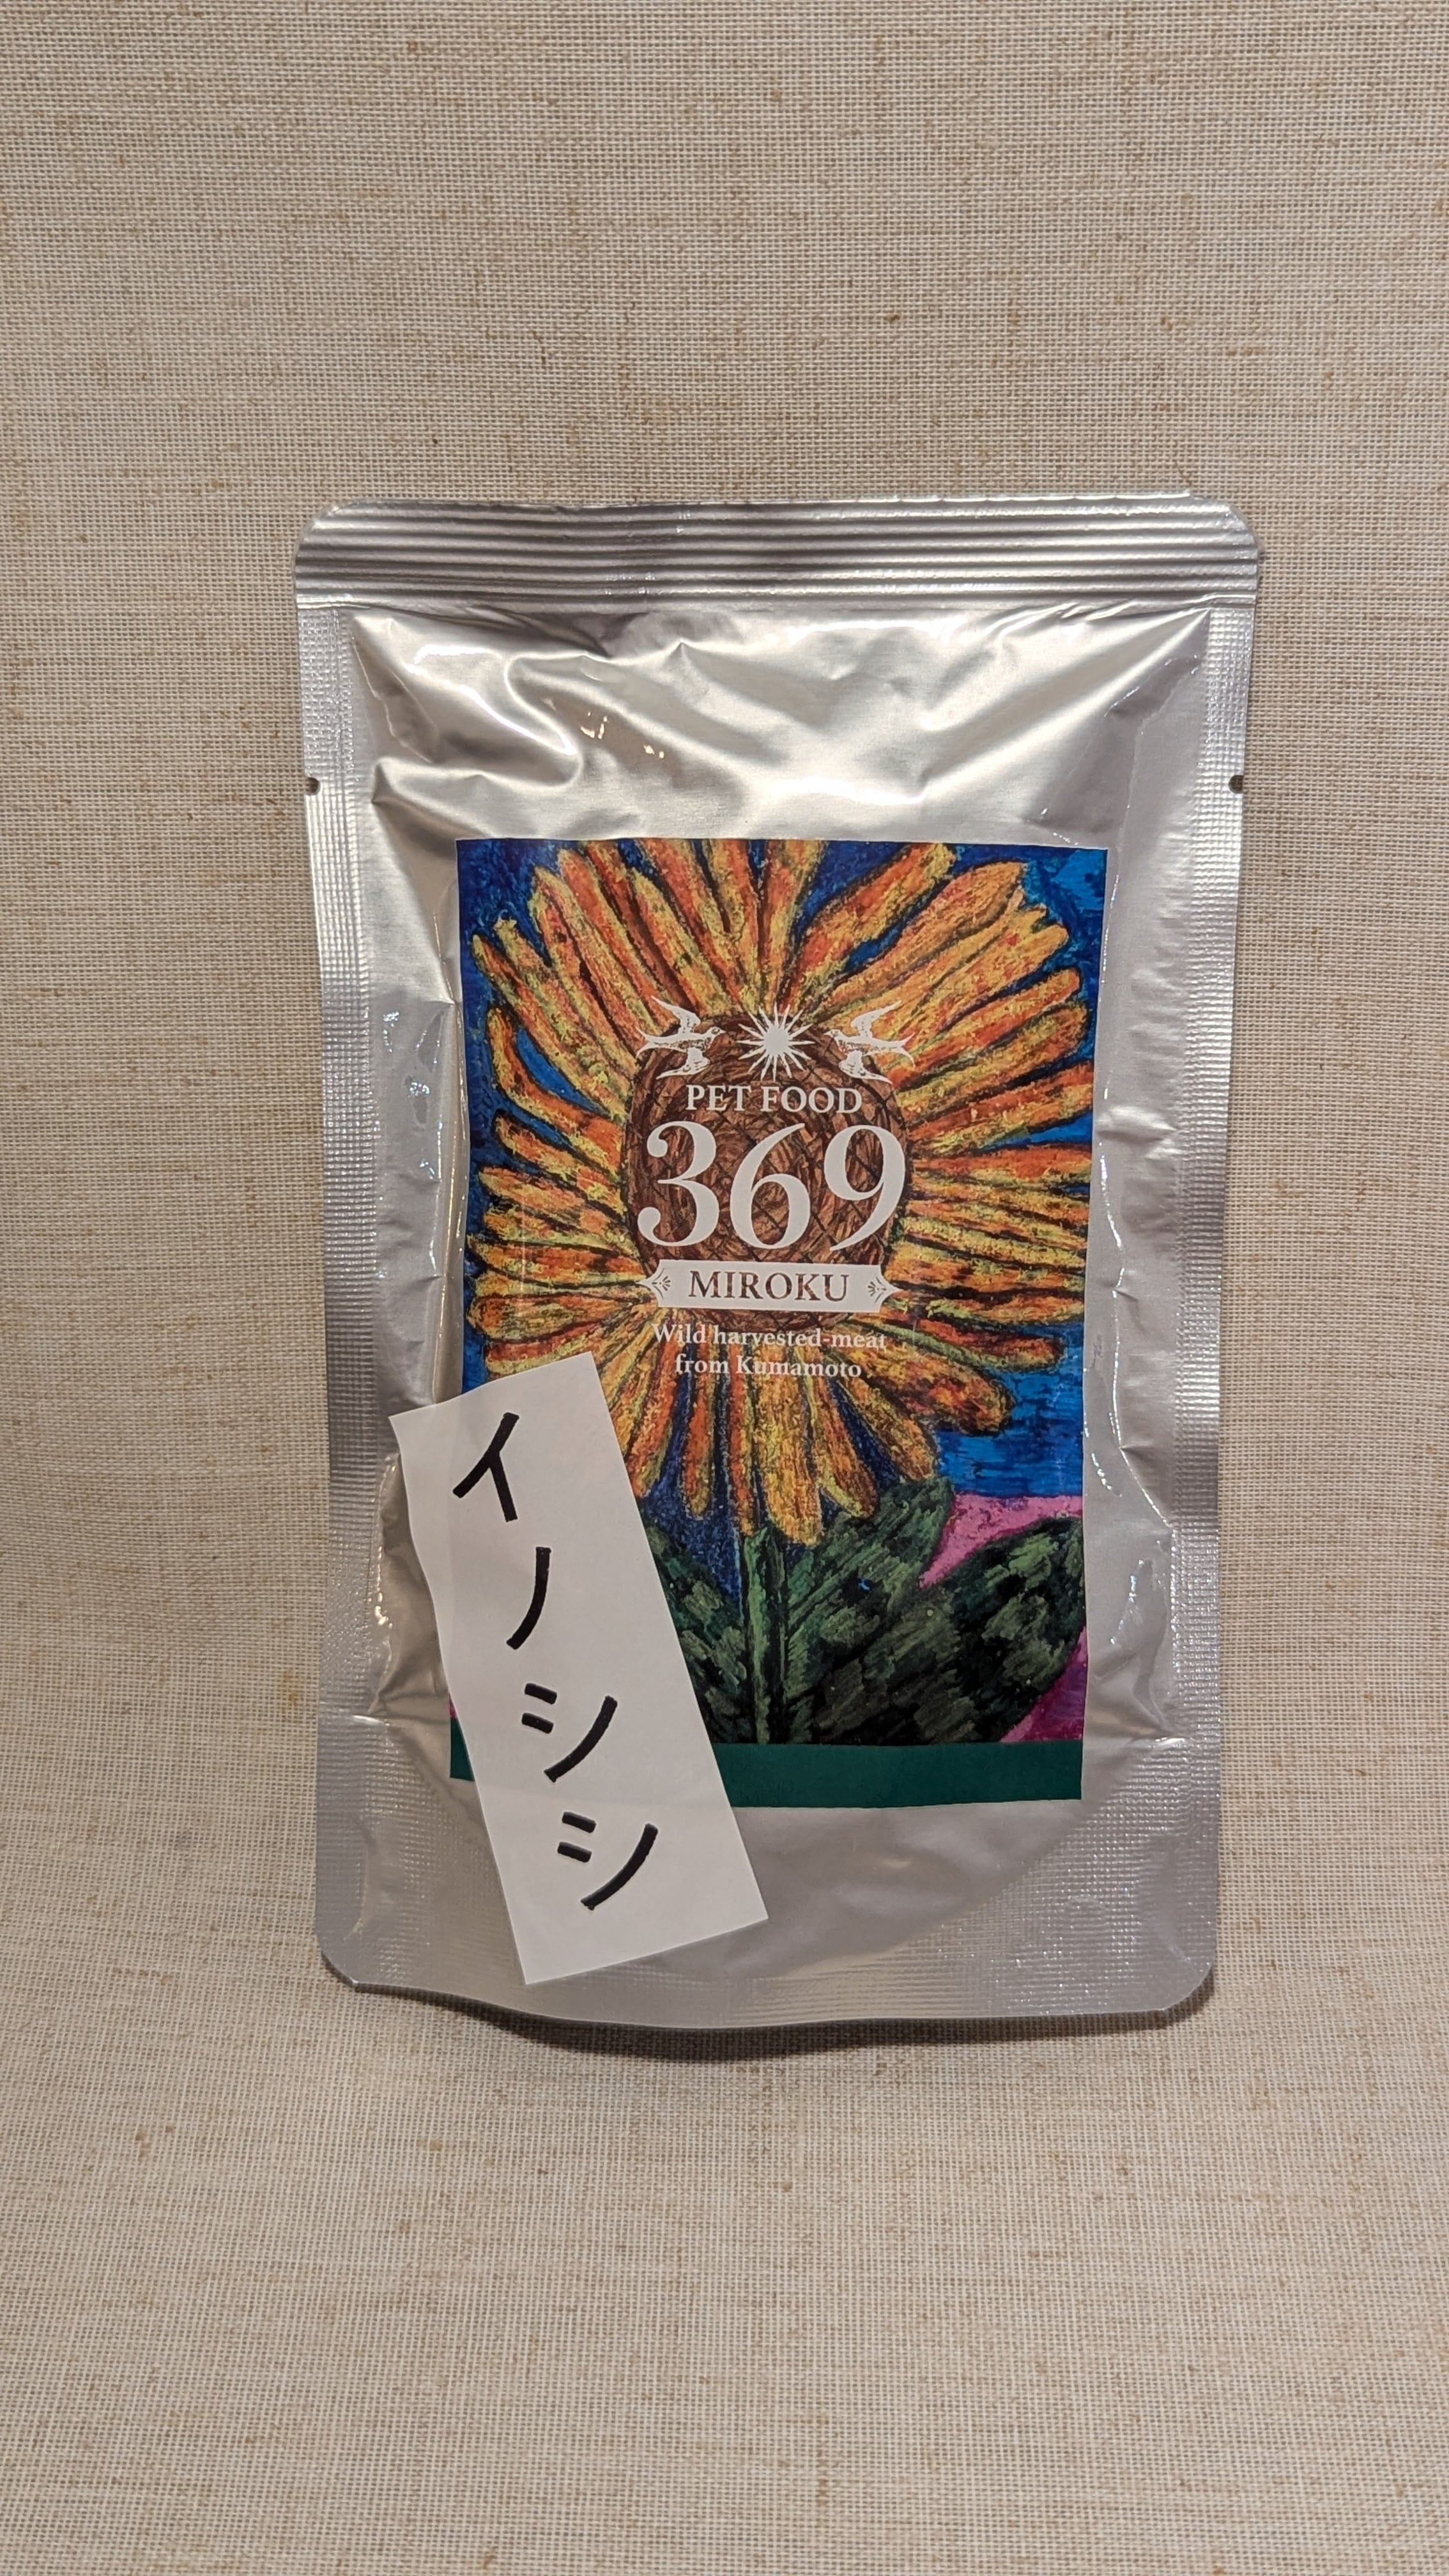 PET FOOD
369
MIROKU
Wild harvested-meat
from Kumamoto
イノシシ